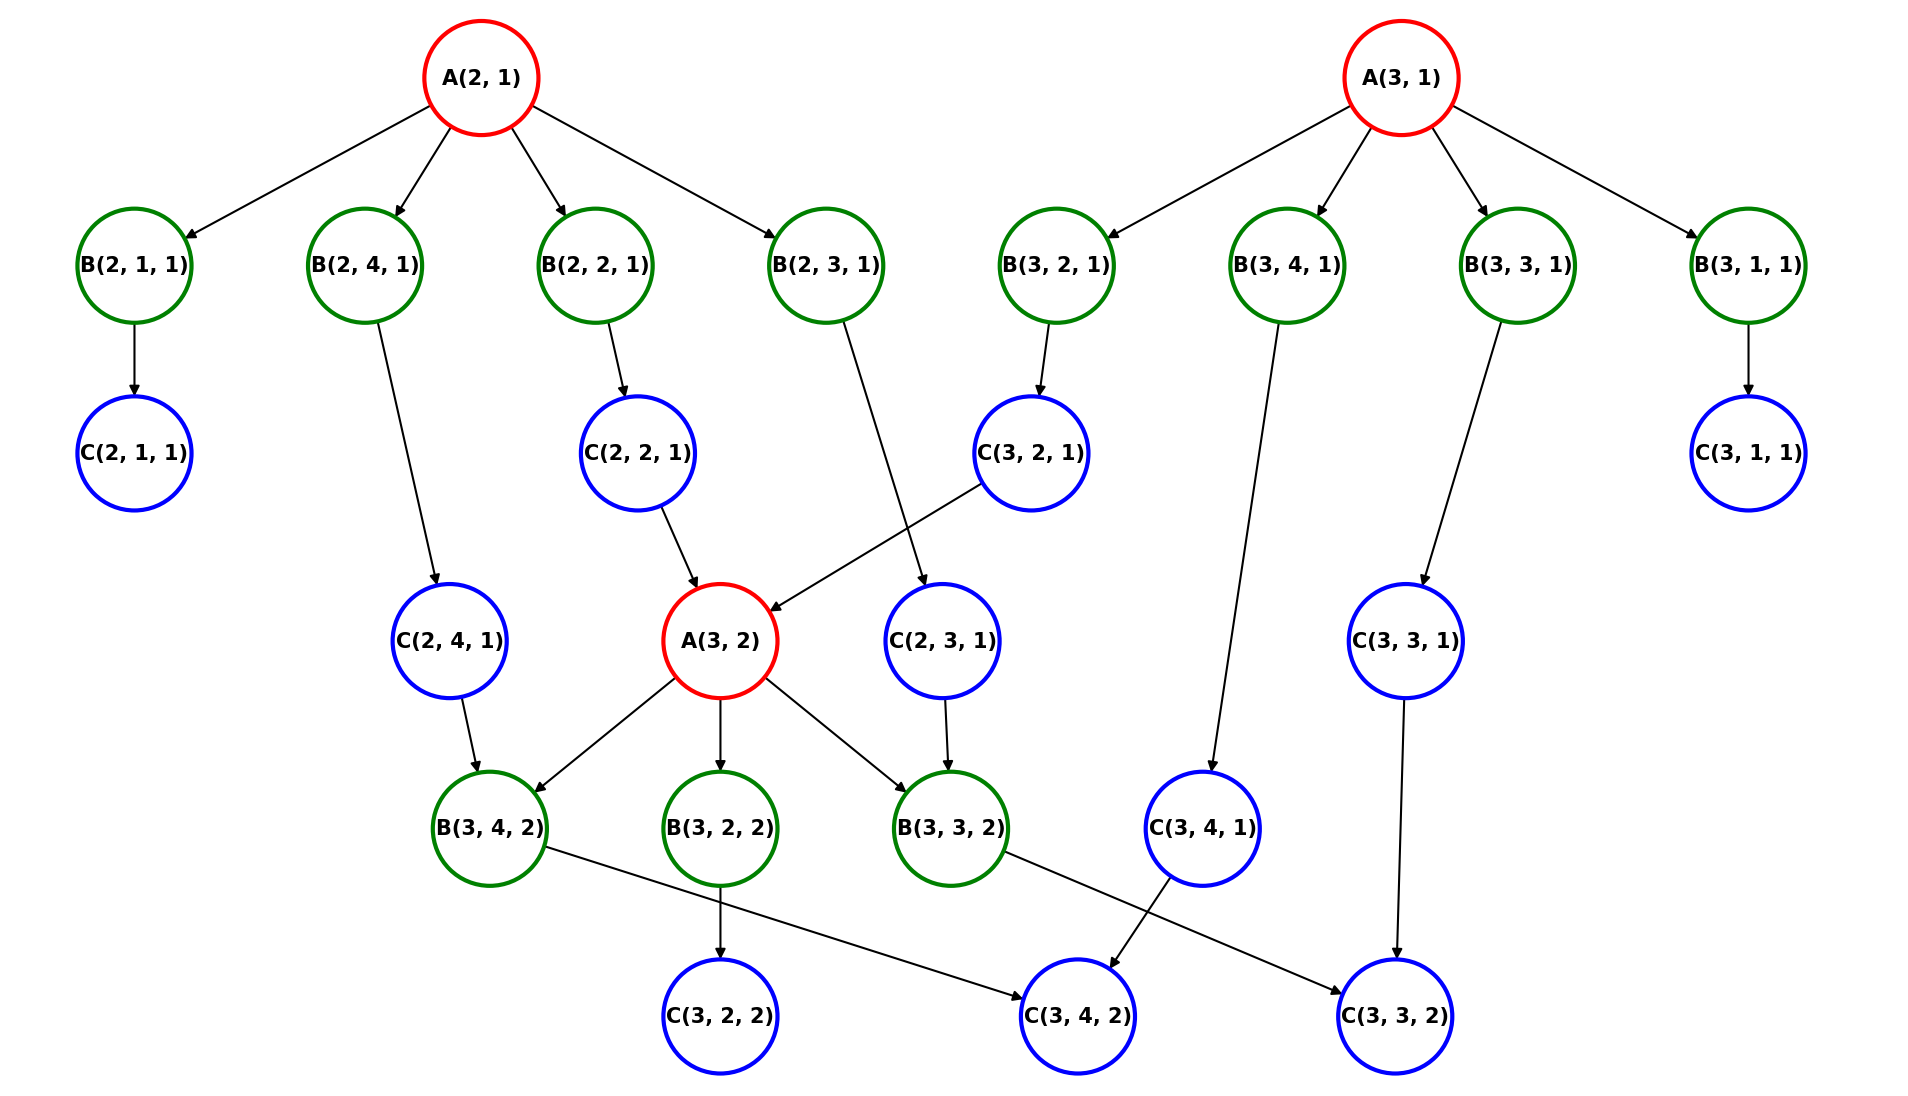 A(2, 1)
A(3, 1)
B(2, 1, 1)
B(2, 4, 1)
B(2, 2, 1)
B(2, 3, 1)
B(3, 2, 1)
B(3, 4, 1)
B(3, 3, 1)
B(3, 1, 1)
C(2, 1, 1)
C(2, 2, 1)
C(3, 2, 1)
C(3, 1, 1)
C(2, 4, 1)
A(3, 2)
C(2, 3, 1)
C(3, 3, 1)
B(3, 4, 2)
B(3, 2, 2)
B(3, 3, 2)
C(3, 4, 1)
C(3, 2, 2)
C(3, 4, 2)
C(3, 3, 2)